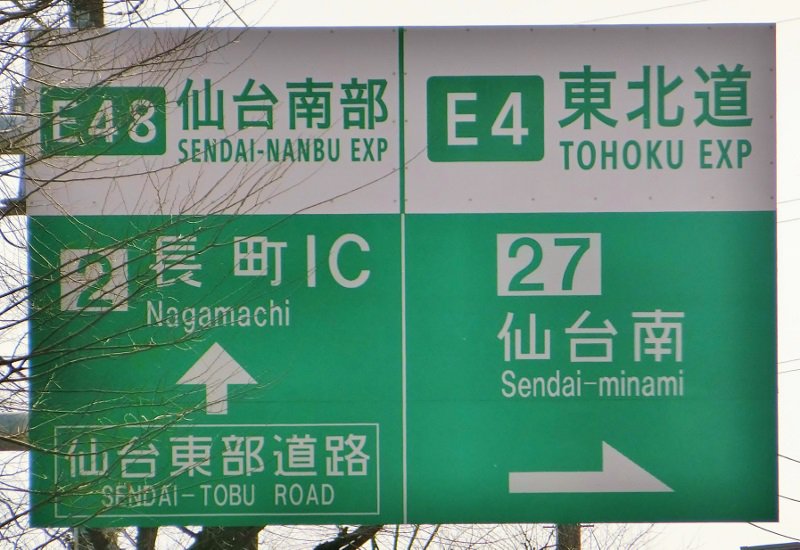 E48 仙台南部
SENDAI-NANBU EXP
2 長町IC
Nagamachi
仙台東部道路
SENDAI-TOBU ROAD
E4 東北道
TOHOKU EXP
27
仙台南
Sendai-minami